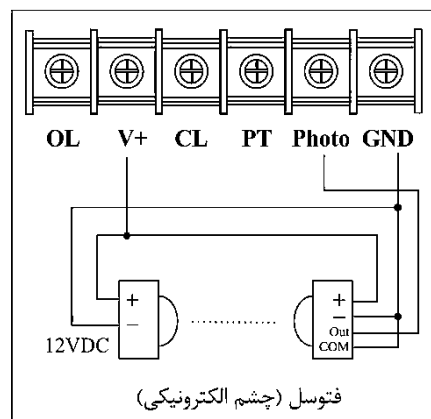 OL V+ CL PT Photo GND
+ +
− −
Out
12VDC COM
فتوسل (چشم الکترونیکی)